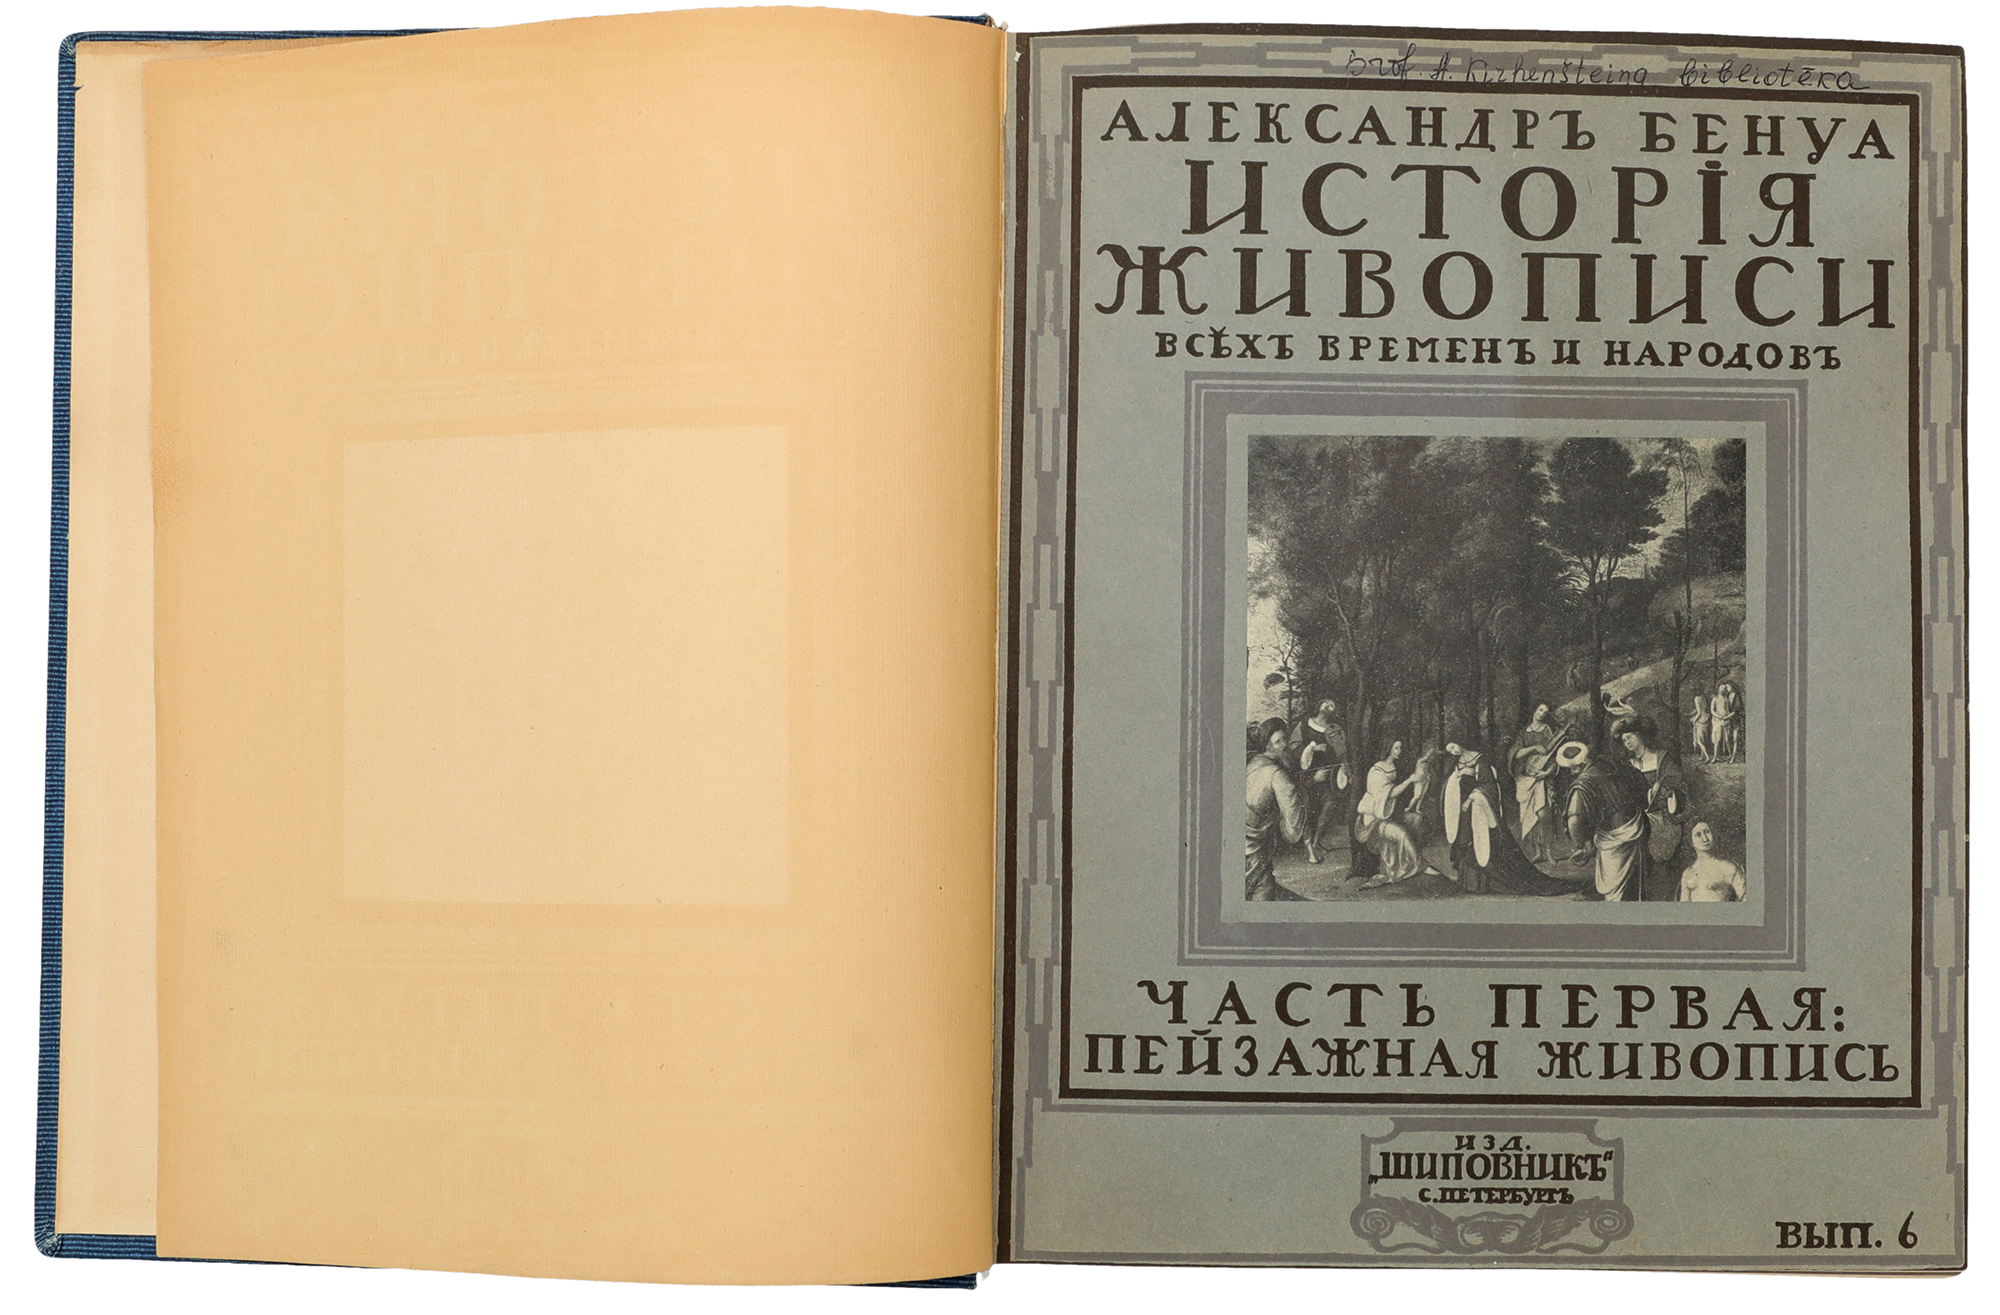 Prof. A. Kirhenšteina bibliotēka
АЛЕКСАНДРЪ БЕНУА
ИСТОРІЯ
ЖИВОПИСИ
ВСѢХЪ ВРЕМЕНЪ И НАРОДОВЪ
ЧАСТЬ ПЕРВАЯ:
ПЕЙЗАЖНАЯ ЖИВОПИСЬ
ИЗД.
„ШИПОВНИКЪ“
С. ПЕТЕРБУРГЪ
ВЫП. 6